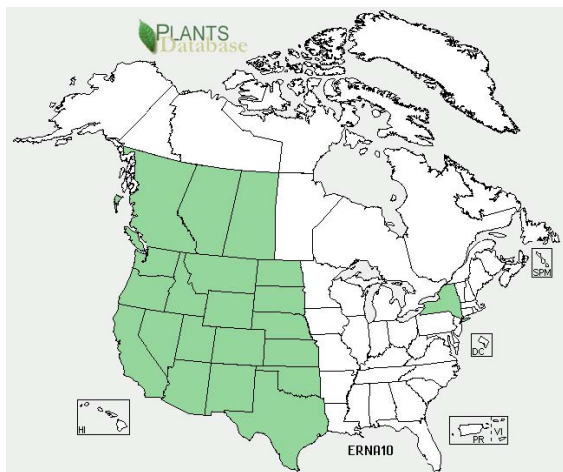 PLANTS
Database
SPM
DC
HI
PR
VI
ERNA10